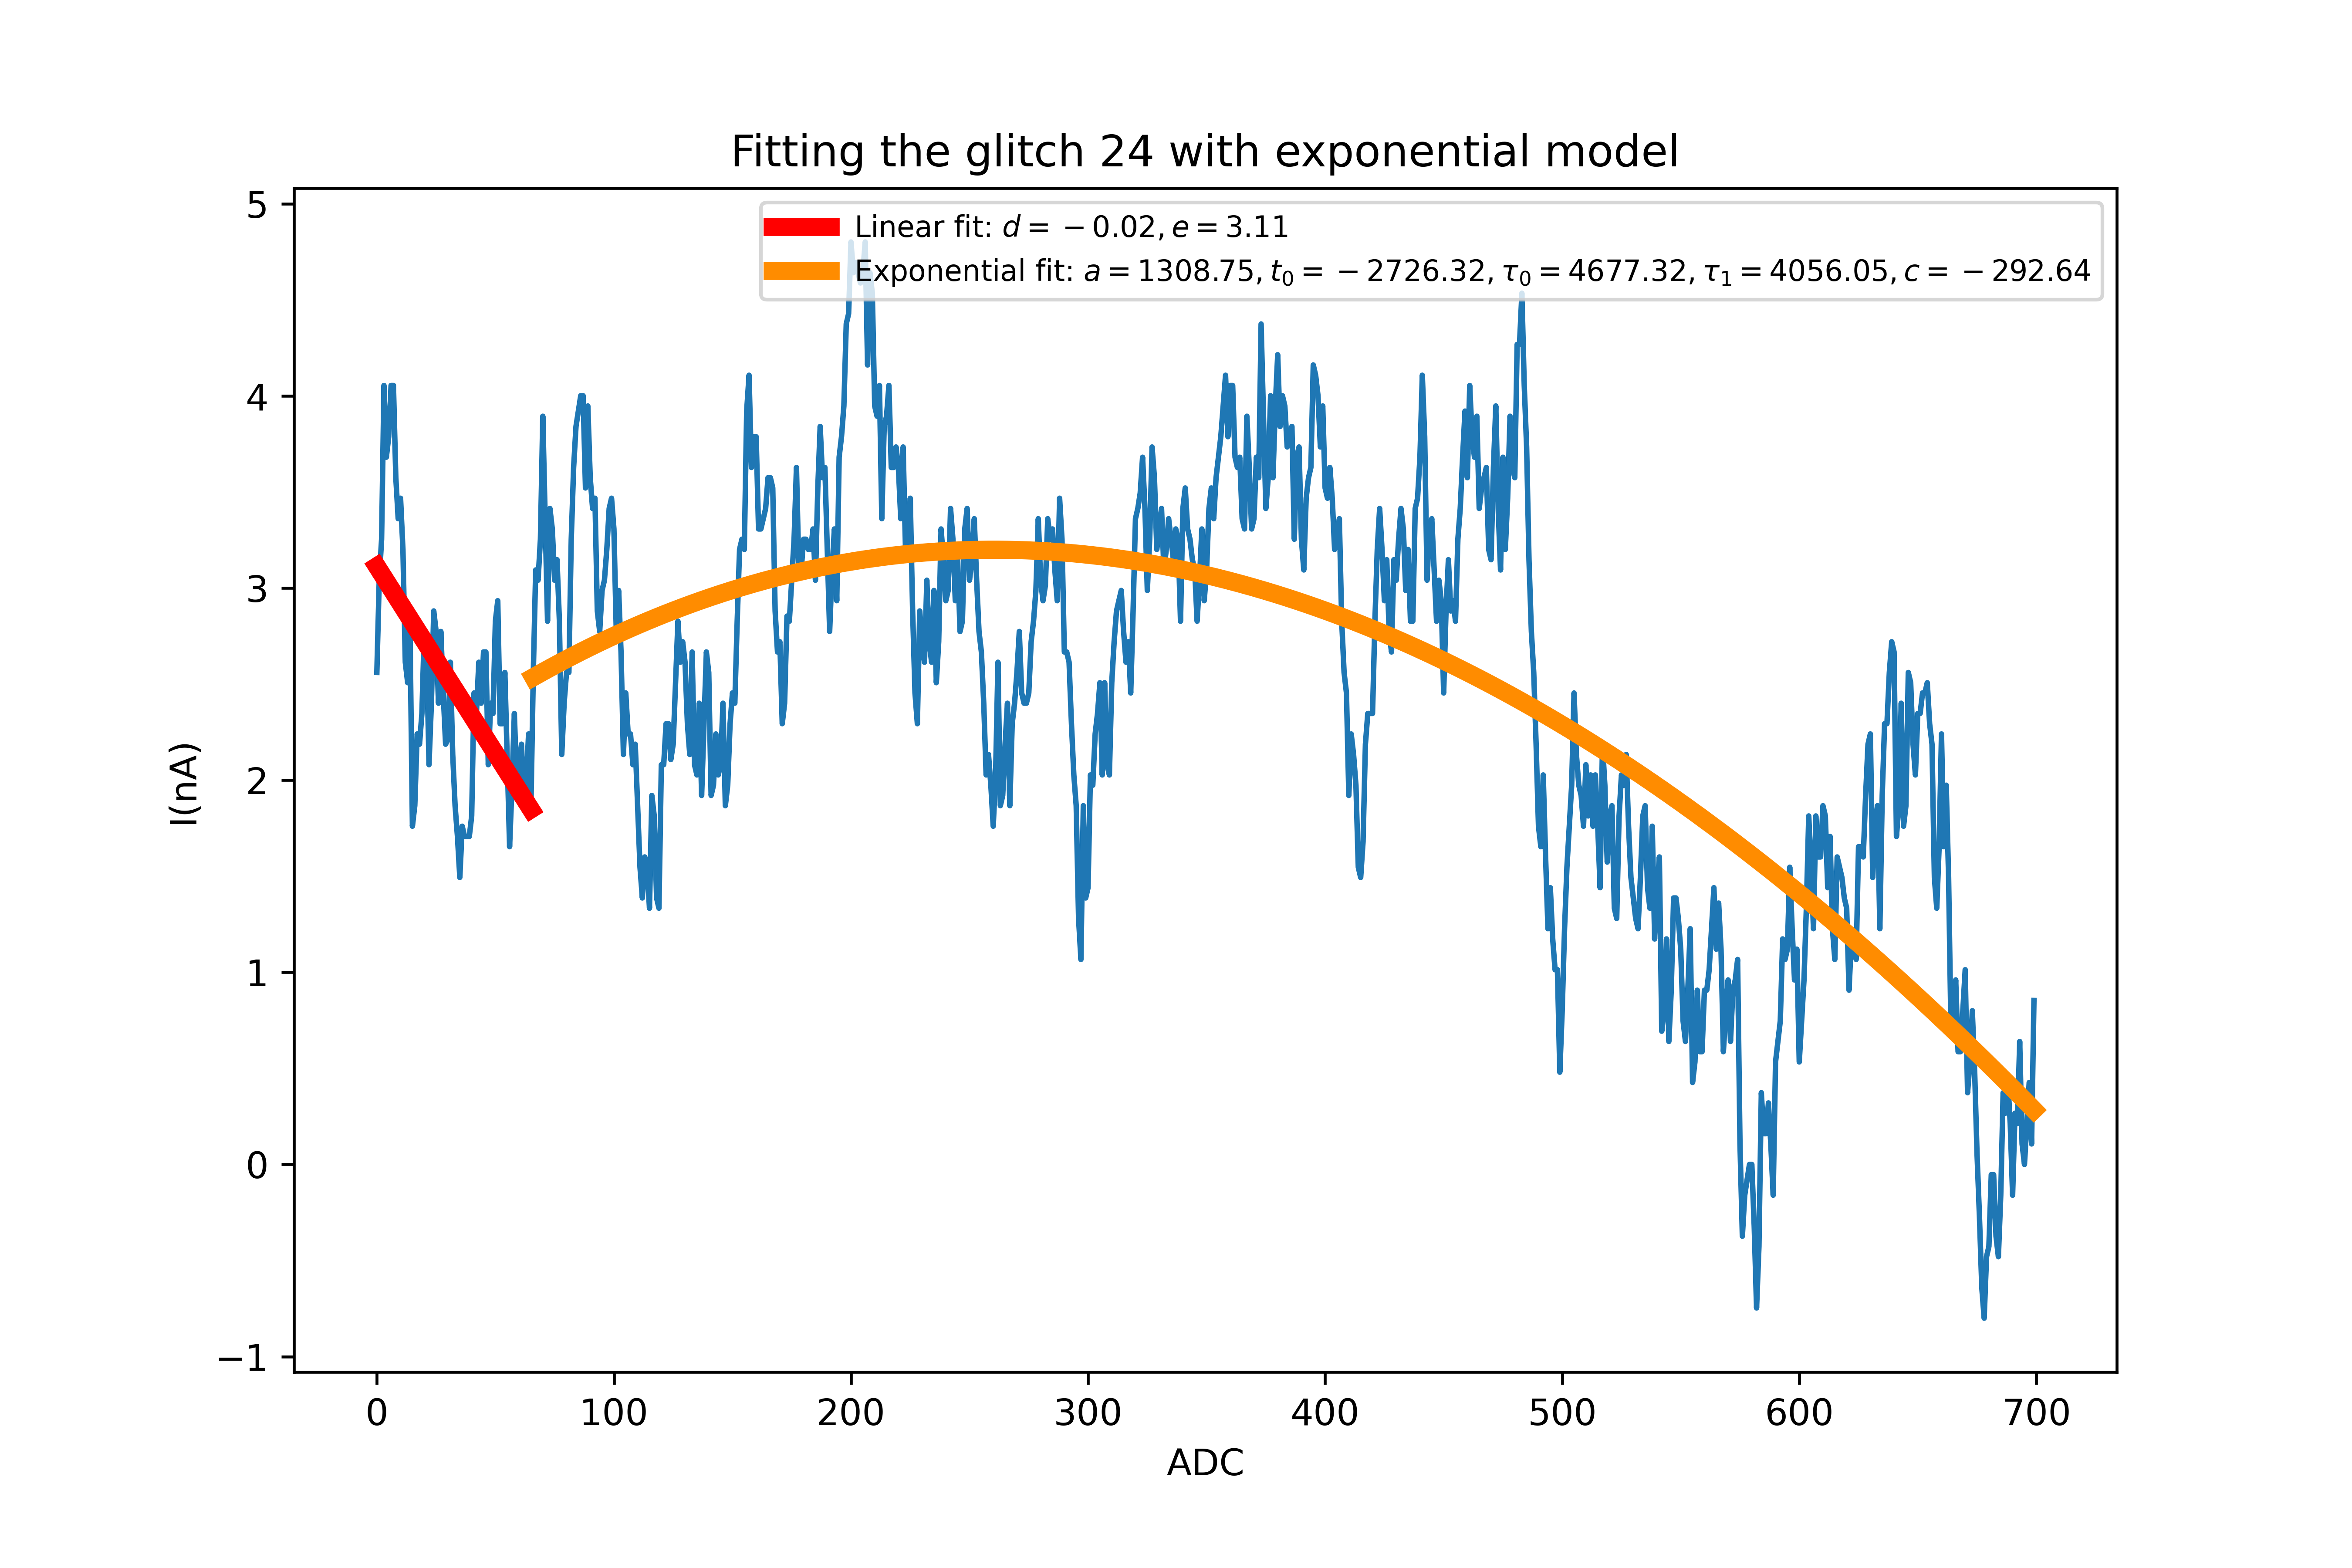 Fitting the glitch 24 with exponential model
Linear fit: d = −0.02, e = 3.11
Exponential fit: a = 1308.75, t₀ = −2726.32, τ₀ = 4677.32, τ₁ = 4056.05, c = −292.64
5
4
3
2
1
0
−1
I(nA)
0 100 200 300 400 500 600 700
ADC